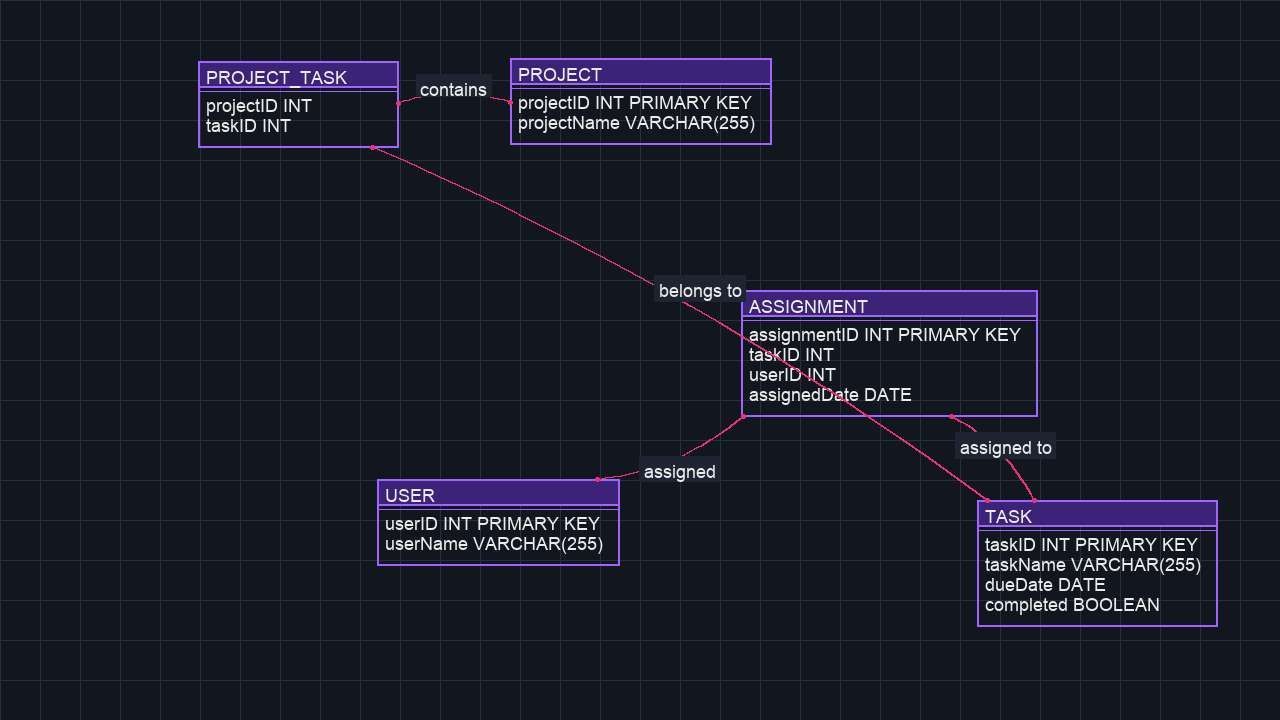 PROJECT_TASK
projectID INT
taskID INT
contains
PROJECT
projectID INT PRIMARY KEY
projectName VARCHAR(255)
belongs to
ASSIGNMENT
assignmentID INT PRIMARY KEY
taskID INT
userID INT
assignedDate DATE
assigned to
assigned
USER
userID INT PRIMARY KEY
userName VARCHAR(255)
TASK
taskID INT PRIMARY KEY
taskName VARCHAR(255)
dueDate DATE
completed BOOLEAN